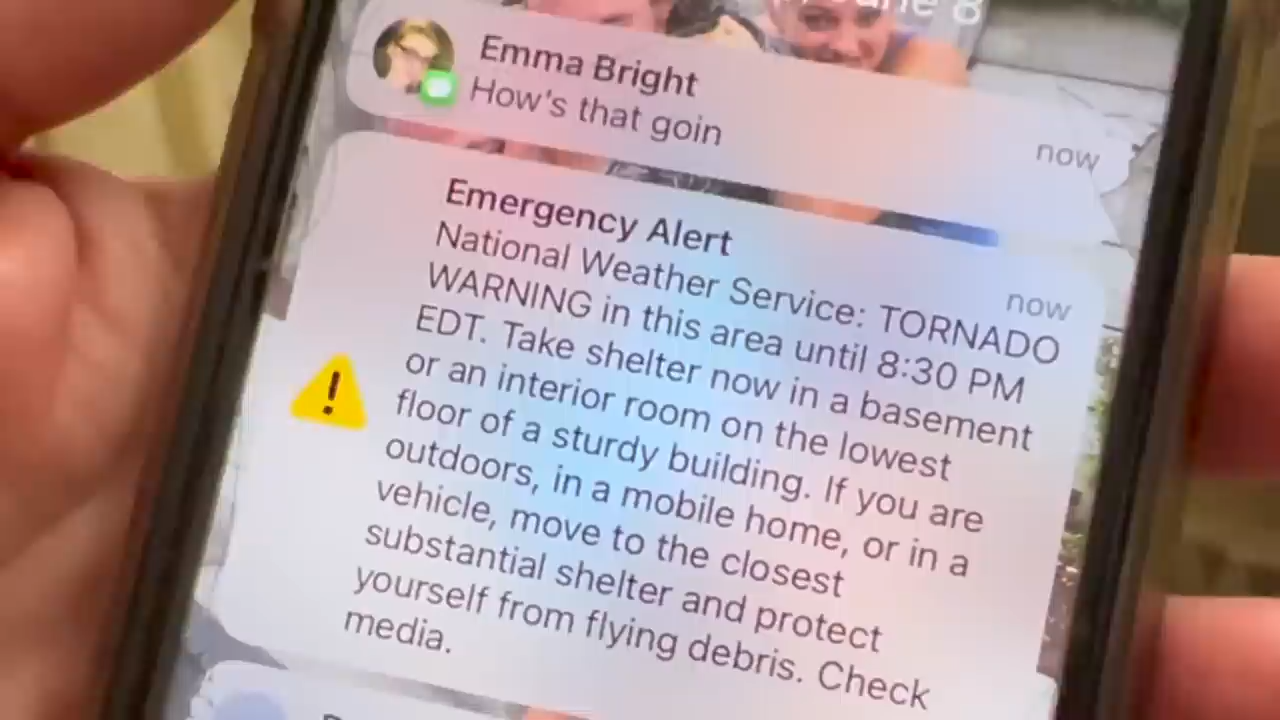 June 8
Emma Bright
How's that goin
now
Emergency Alert
now
National Weather Service: TORNADO
WARNING in this area until 8:30 PM
EDT. Take shelter now in a basement
or an interior room on the lowest
floor of a sturdy building. If you are
outdoors, in a mobile home, or in a
vehicle, move to the closest
substantial shelter and protect
yourself from flying debris. Check
media.